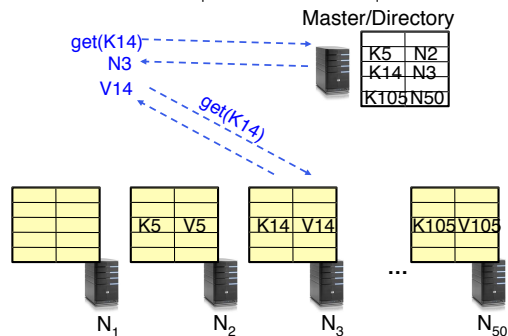 Master/Directory
get(K14)
N3
V14
K5 N2
K14 N3
K105 N50
get(K14)
K5 V5
K14 V14
K105 V105
...
N1
N2
N3
N50